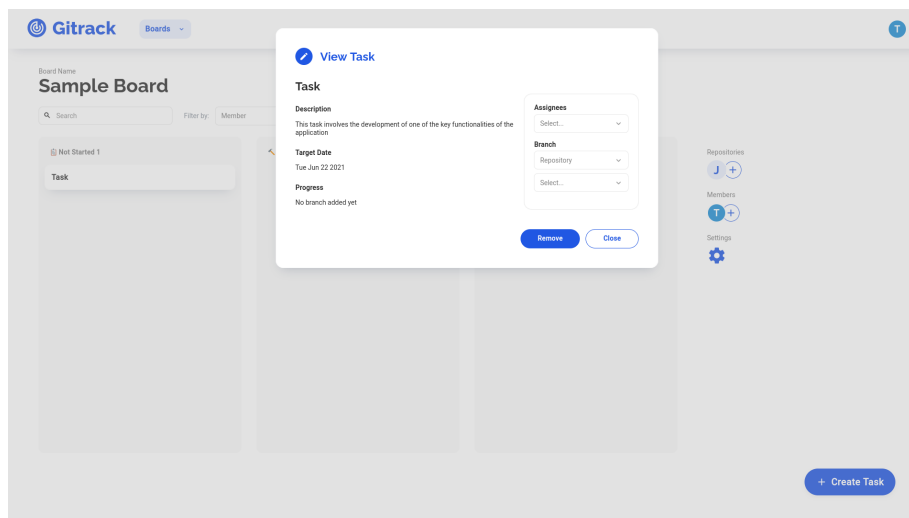 Gitrack
Boards
T
Board Name
Sample Board
Search
Filter by:
Member
Not Started 1
Task
View Task
Task
Description
This task involves the development of one of the key functionalities of the
application
Target Date
Tue Jun 22 2021
Progress
No branch added yet
Assignees
Select...
Branch
Repository
Select...
Remove
Close
Repositories
J +
Members
T +
Settings
+ Create Task